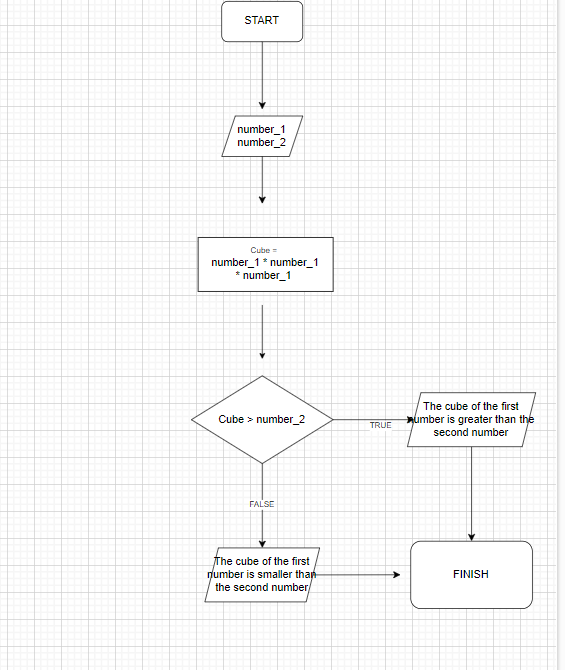 START
number_1
number_2
Cube =
number_1 * number_1
* number_1
Cube > number_2
TRUE
The cube of the first
number is greater than the
second number
FALSE
The cube of the first
number is smaller than
the second number
FINISH